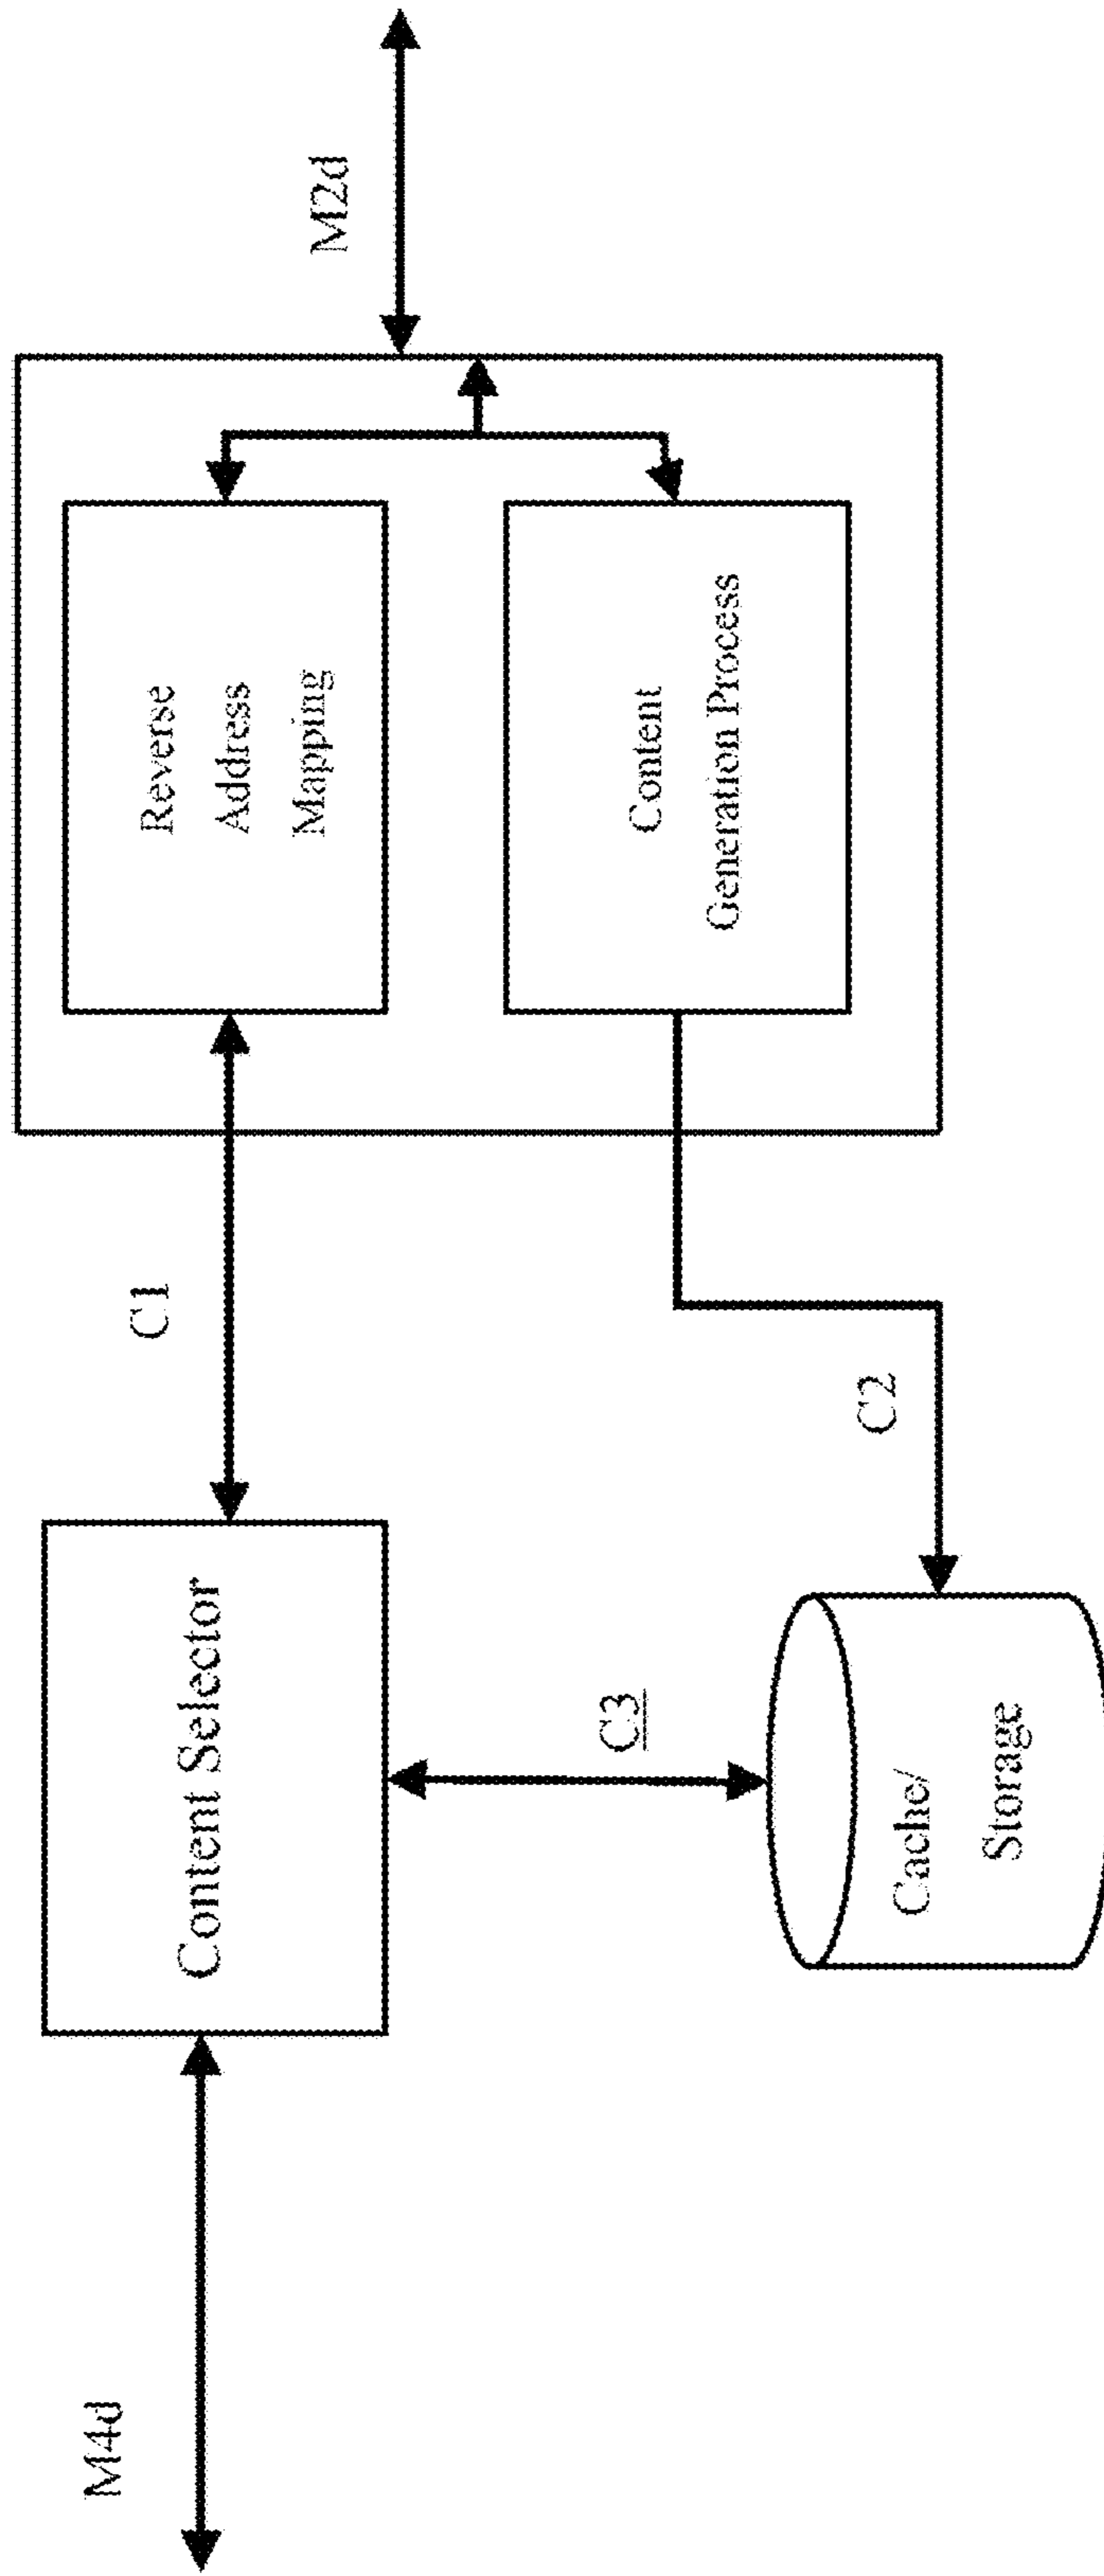 M4d
Content Selector
C1
Reverse
Address
Mapping
M2d
C3
Cache/
Storage
C2
Content
Generation Process